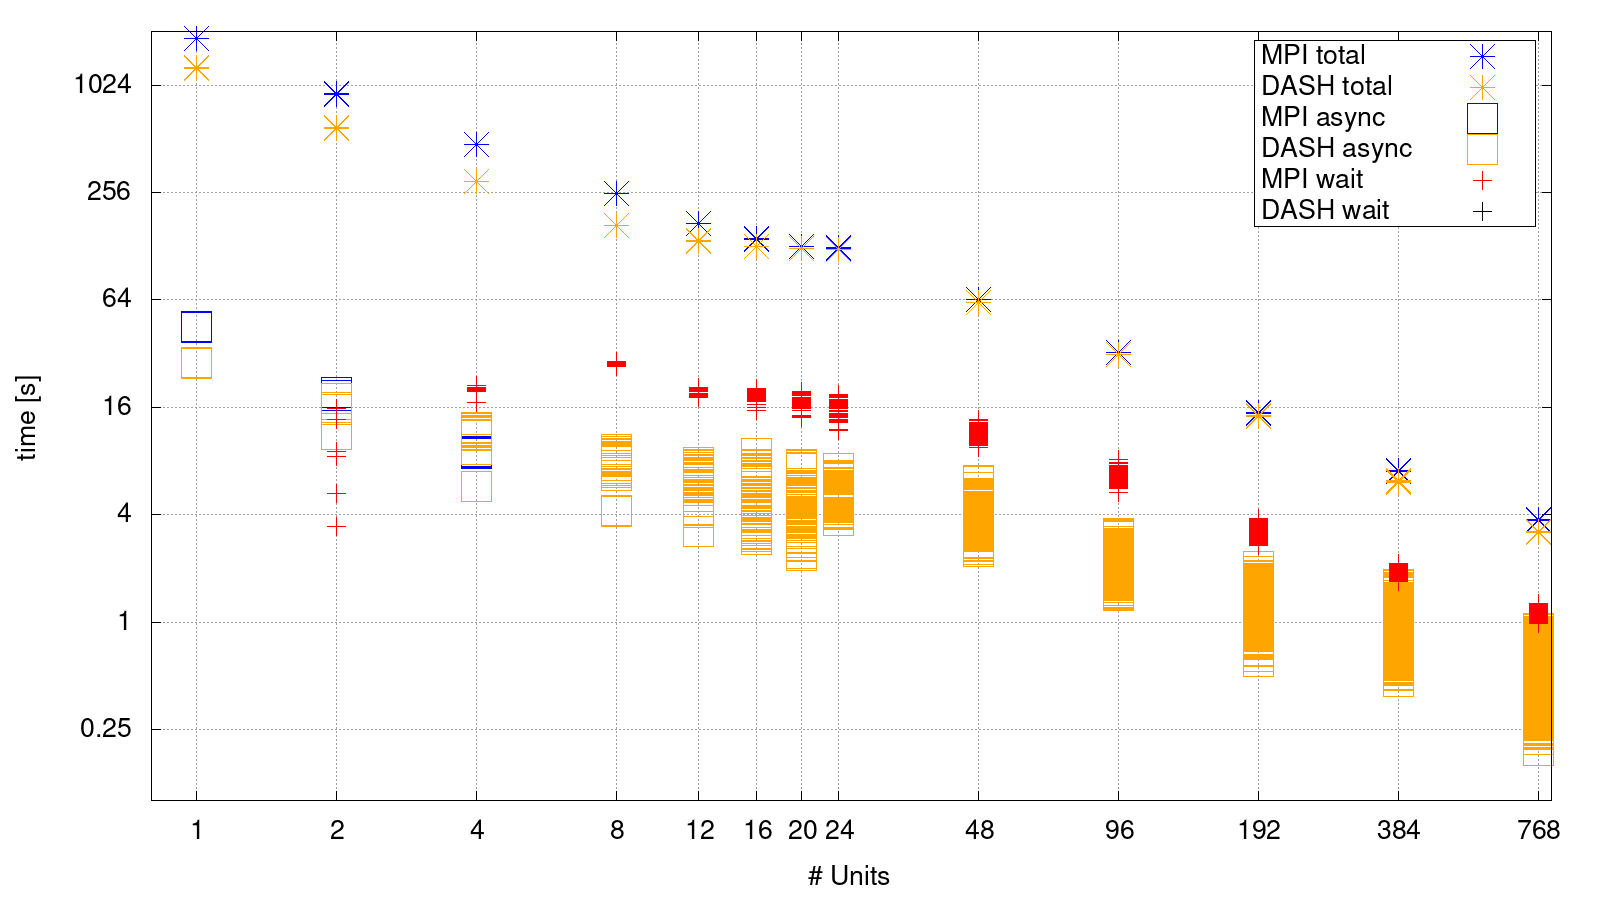 MPI total
DASH total
MPI async
DASH async
MPI wait
DASH wait
1024
256
64
16
4
1
0.25
time [s]
1 2 4 8 12 16 20 24 48 96 192 384 768
# Units